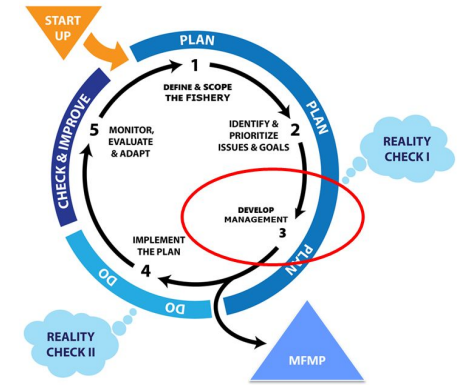 START
UP
PLAN
1
DEFINE & SCOPE
THE FISHERY
PLAN
IDENTIFY &
PRIORITIZE
ISSUES & GOALS
2
REALITY
CHECK I
5
MONITOR,
EVALUATE
& ADAPT
CHECK & IMPROVE
DEVELOP
MANAGEMENT
3
PLAN
IMPLEMENT
THE PLAN
4
DO
DO
REALITY
CHECK II
MFMP